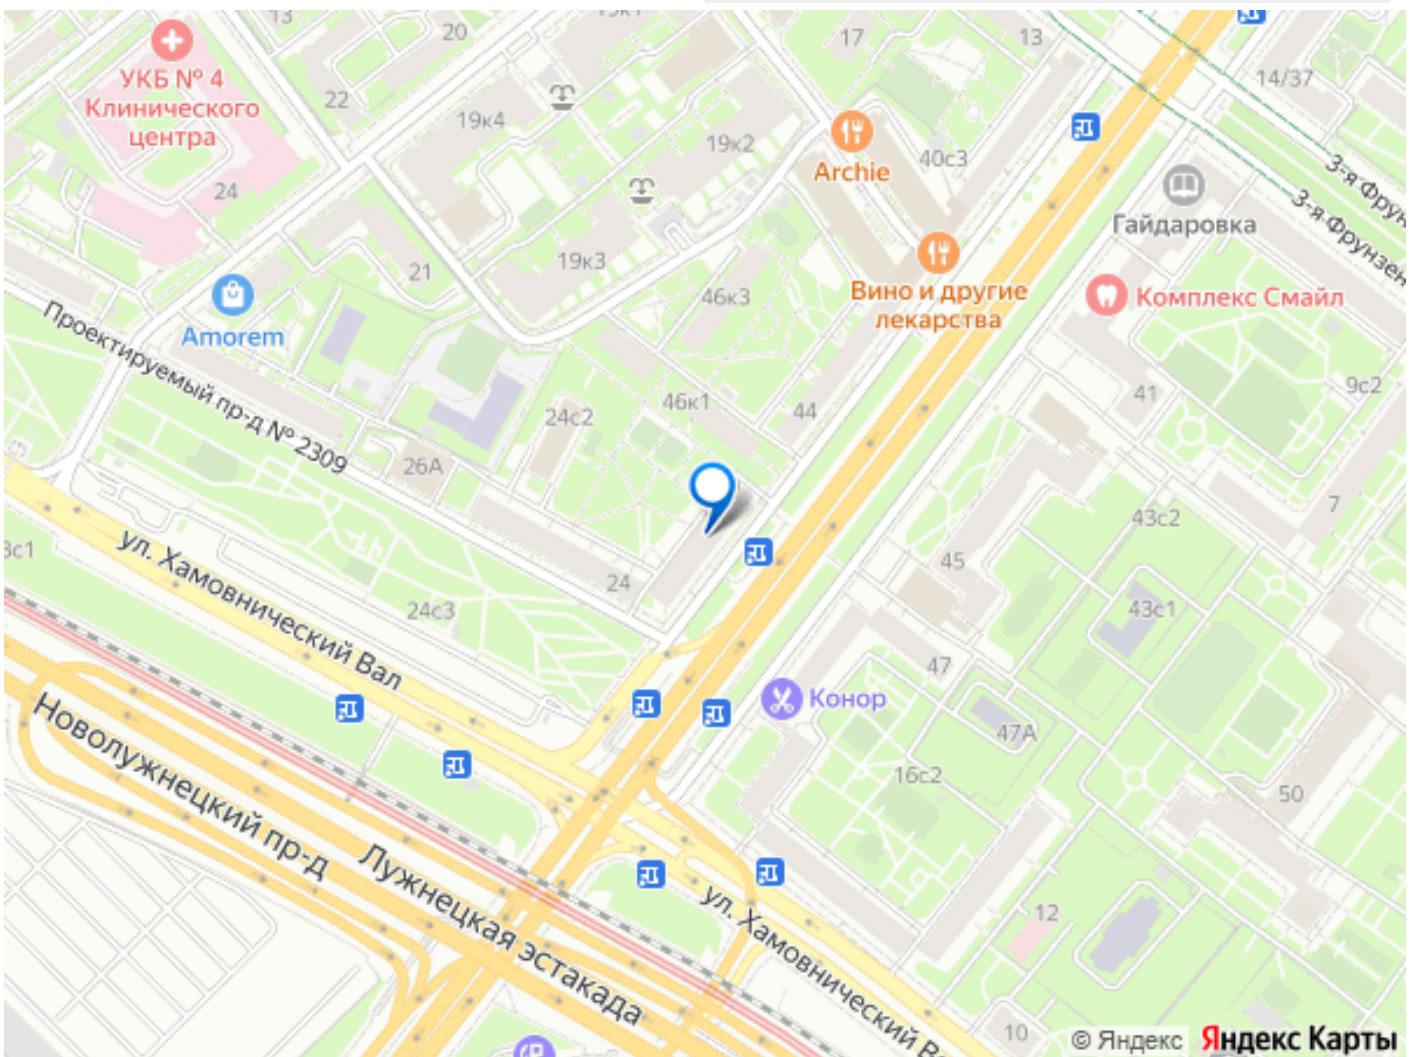 13
20
19к1
17
13
14/37
УКБ № 4
Клинического
центра
22
19к4
19к2
Archie
40с3
3-я Фрун
3-я Фрунзен
24
Гайдаровка
21
19к3
46к3
Вино и другие
лекарства
Комплекс Смайл
Amorem
Проектируемый пр-д № 2309
24с2
46к1
44
41
9с2
26А
7
43с2
3с1
ул. Хамовнический Вал
24
45
24с3
43с1
47
Конор
47А
Новолужнецкий пр-д
16с2
50
Лужнецкая эстакада
ул. Хамовнический В
12
10
© Яндекс Яндекс Карты